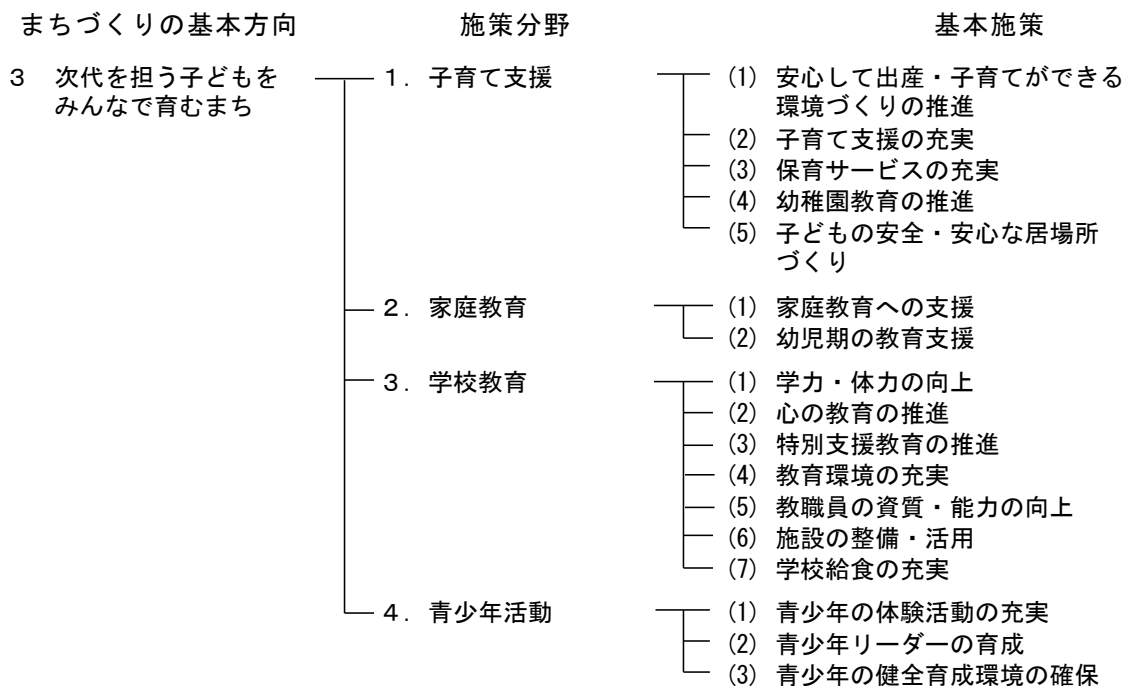 まちづくりの基本方向　施策分野　基本施策
３　次代を担う子どもを　１．子育て支援　(1) 安心して出産・子育てができる
みんなで育むまち　環境づくりの推進
(2) 子育て支援の充実
(3) 保育サービスの充実
(4) 幼稚園教育の推進
(5) 子どもの安全・安心な居場所
づくり
２．家庭教育　(1) 家庭教育への支援
(2) 幼児期の教育支援
３．学校教育　(1) 学力・体力の向上
(2) 心の教育の推進
(3) 特別支援教育の推進
(4) 教育環境の充実
(5) 教職員の資質・能力の向上
(6) 施設の整備・活用
(7) 学校給食の充実
４．青少年活動　(1) 青少年の体験活動の充実
(2) 青少年リーダーの育成
(3) 青少年の健全育成環境の確保